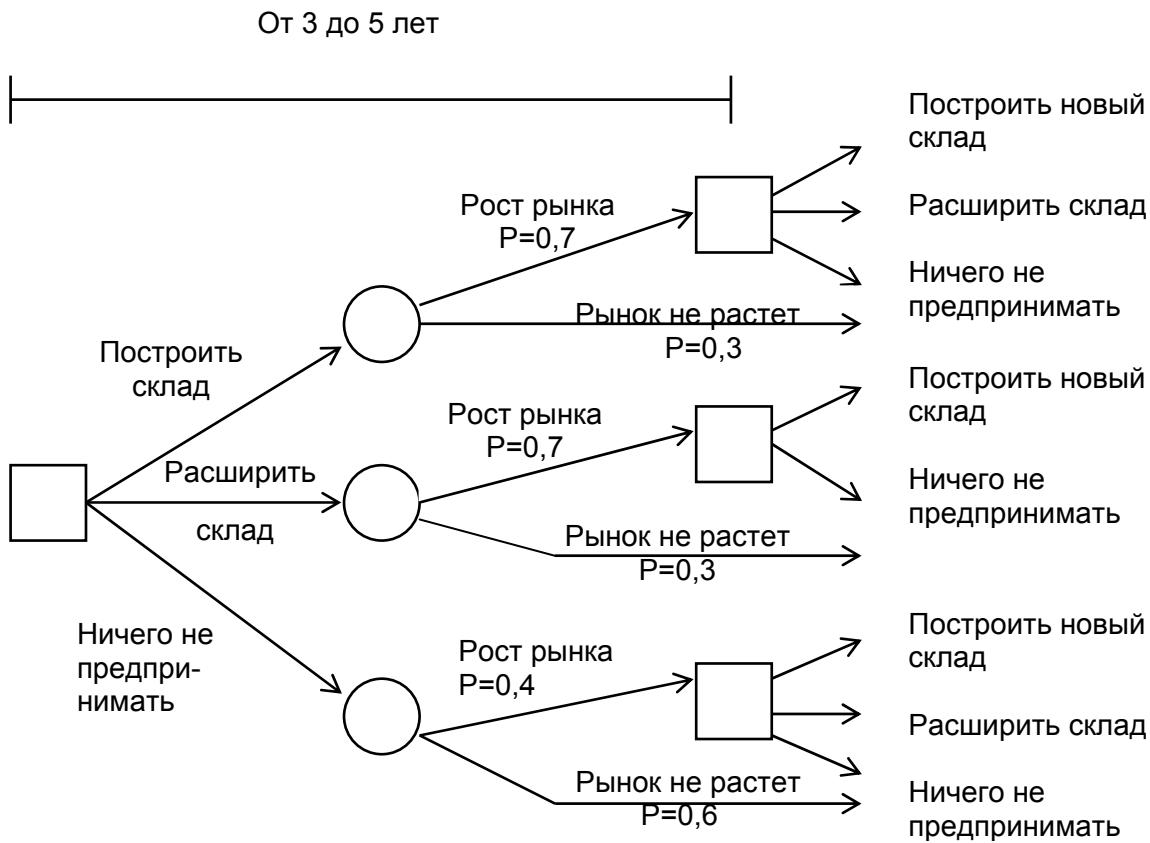 От 3 до 5 лет
Построить новый
склад
Рост рынка
P=0,7
Расширить склад
Ничего не
предпринимать
Рынок не растет
P=0,3
Построить
склад
Построить новый
склад
Рост рынка
P=0,7
Расширить
склад
Ничего не
предпринимать
Рынок не растет
P=0,3
Ничего не
предпри-
нимать
Построить новый
склад
Рост рынка
P=0,4
Расширить склад
Рынок не растет
P=0,6
Ничего не
предпринимать